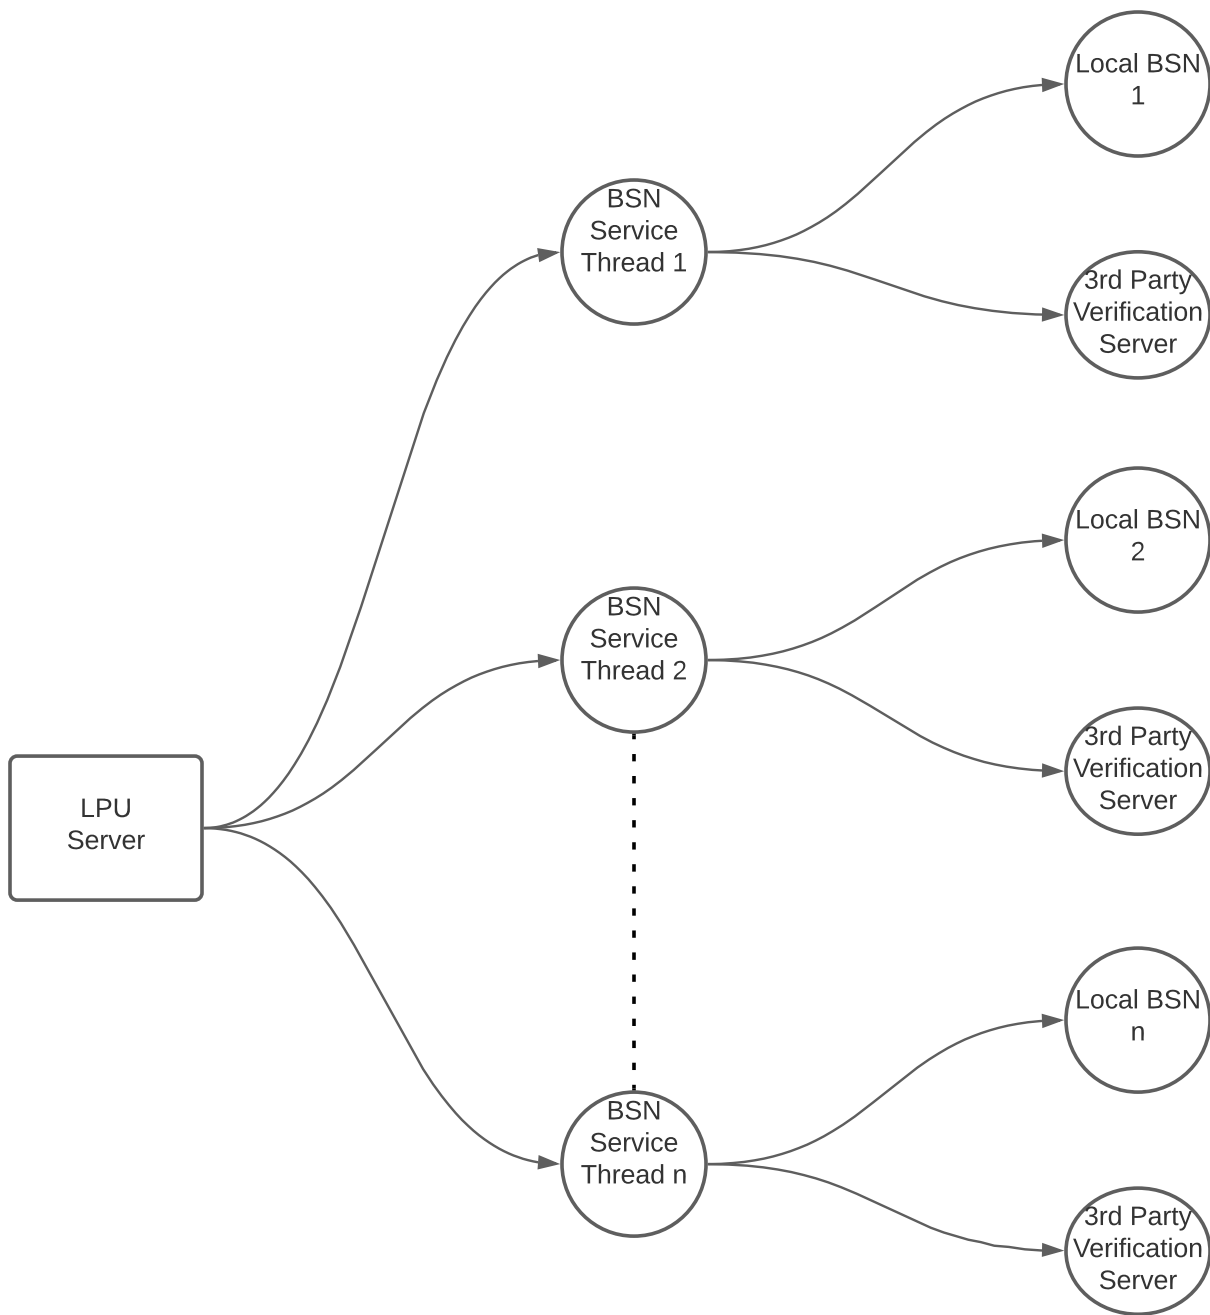 Local BSN
1
BSN
Service
Thread 1
3rd Party
Verification
Server
Local BSN
2
BSN
Service
Thread 2
3rd Party
Verification
Server
LPU
Server
Local BSN
n
BSN
Service
Thread n
3rd Party
Verification
Server